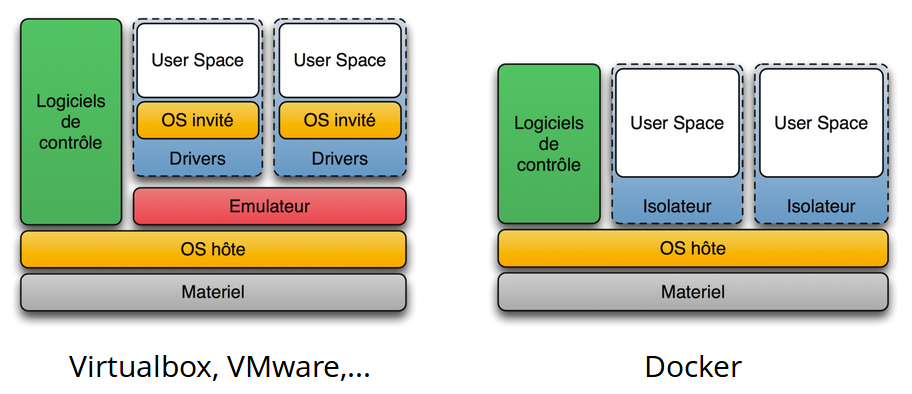 Logiciels
de
contrôle
User Space
OS invité
Drivers
User Space
OS invité
Drivers
Emulateur
OS hôte
Materiel
Virtualbox, VMware,...
Logiciels
de
contrôle
User Space
Isolateur
User Space
Isolateur
OS hôte
Materiel
Docker